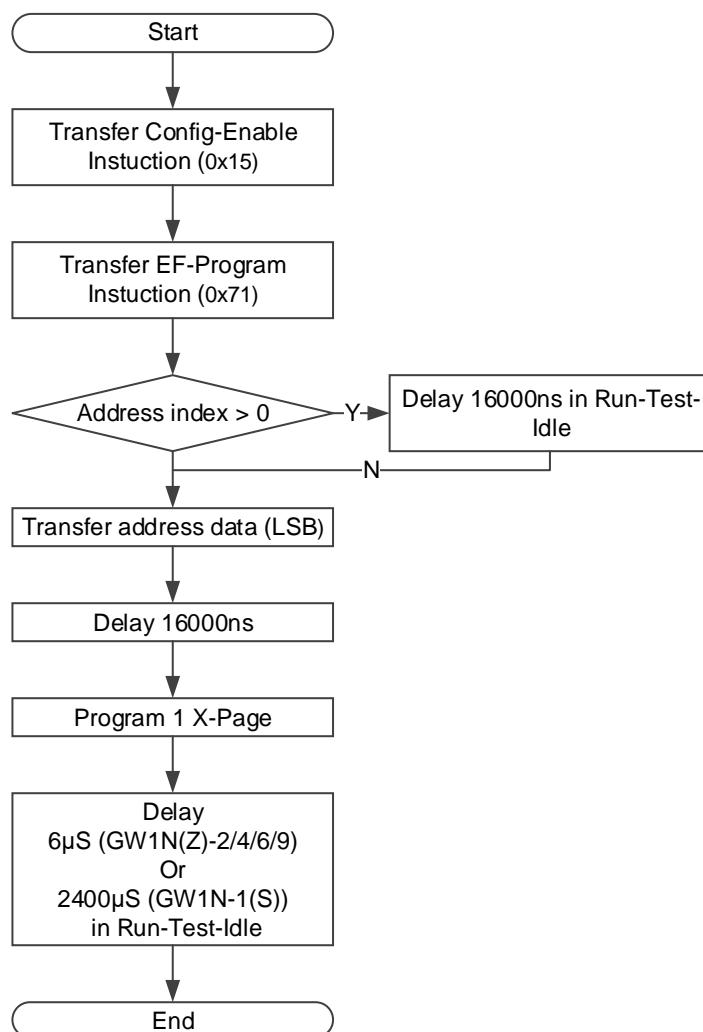 Start
Transfer Config-Enable
Instuction (0x15)
Transfer EF-Program
Instuction (0x71)
Address index > 0
Y
Delay 16000ns in Run-Test-
Idle
N
Transfer address data (LSB)
Delay 16000ns
Program 1 X-Page
Delay
6µS (GW1N(Z)-2/4/6/9)
Or
2400µS (GW1N-1(S))
in Run-Test-Idle
End